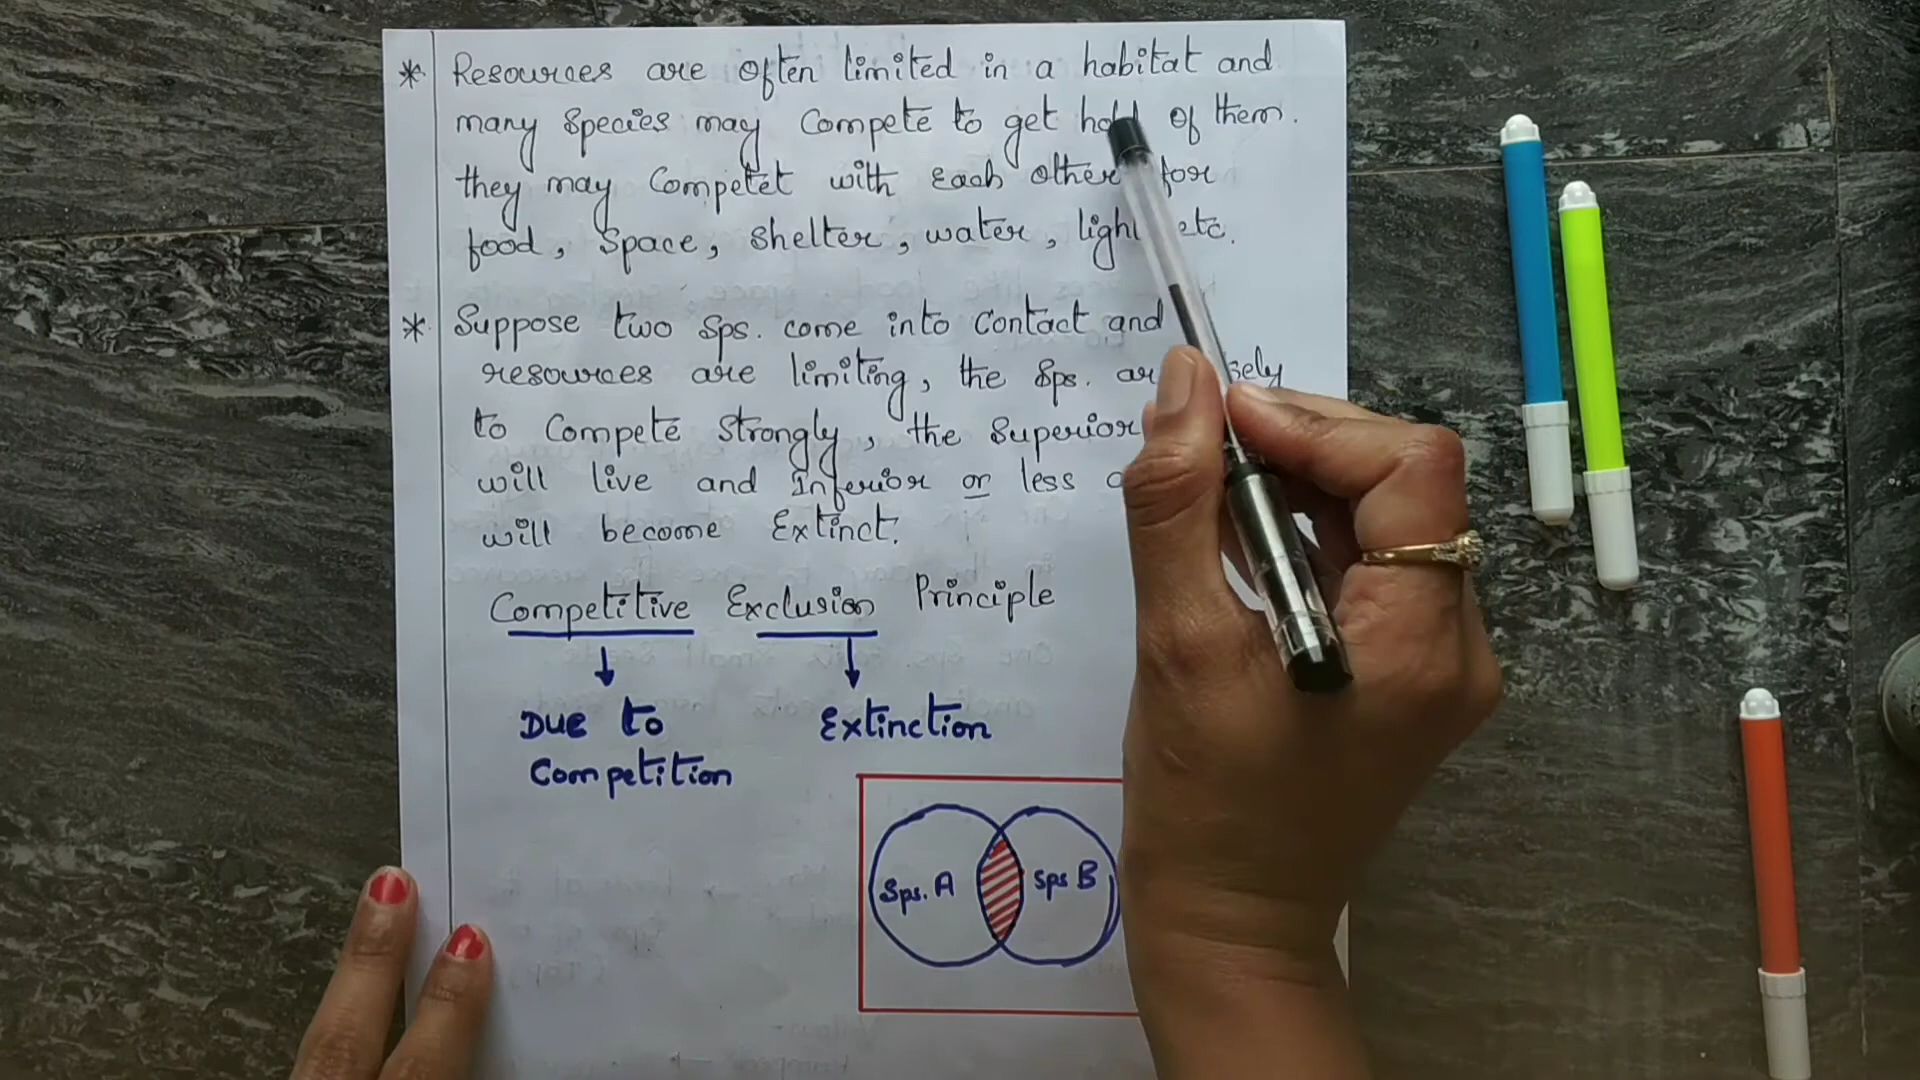 * Resources are often limited in a habitat and
many species may compete to get hold of them.
they may Competet with each other for
food, Space, shelter, water, light etc.
* Suppose two sps. come into contact and
resources are limiting, the sps. are
to compete strongly, the superior
will live and Inferior or less
will become Extinct.
Competitive Exclusion Principle
Due to Extinction
Competition
Sps. A Sps B